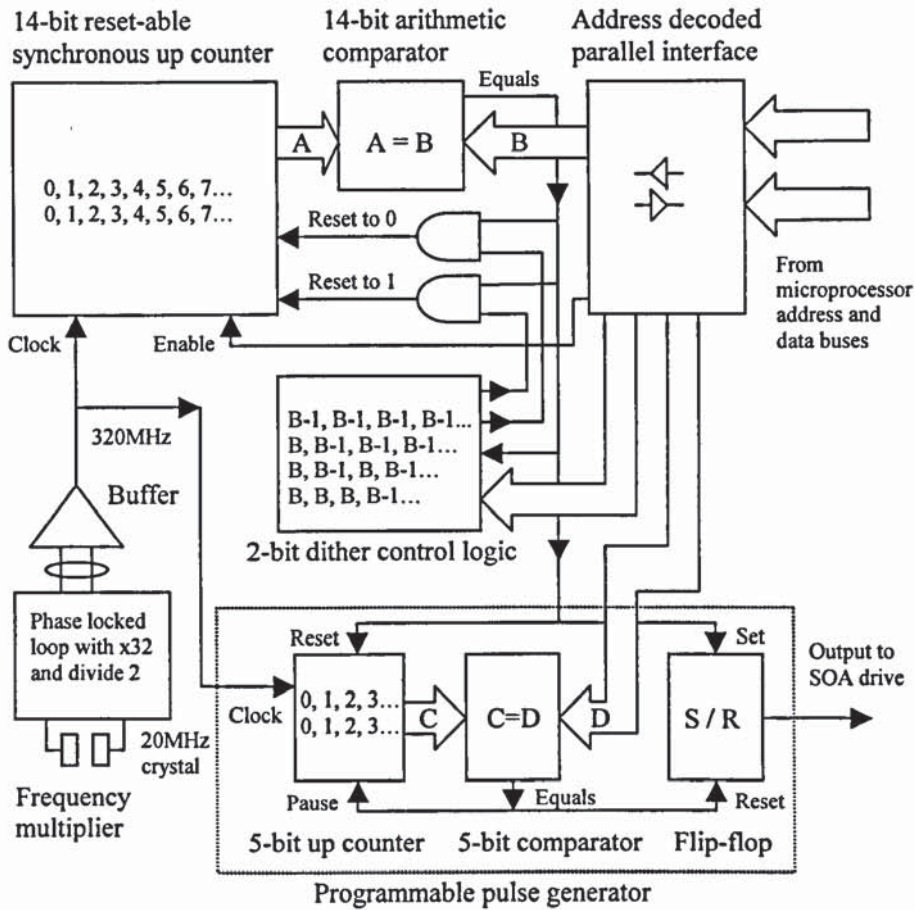 14-bit reset-able
synchronous up counter
14-bit arithmetic
comparator
Address decoded
parallel interface
Equals
A
A = B
B
0, 1, 2, 3, 4, 5, 6, 7...
0, 1, 2, 3, 4, 5, 6, 7...
Reset to 0
Reset to 1
From
microprocessor
address and
data buses
Clock
Enable
320MHz
B-1, B-1, B-1, B-1...
B, B-1, B-1, B-1...
B, B-1, B, B-1...
B, B, B, B-1...
Buffer
2-bit dither control logic
Phase locked
loop with x32
and divide 2
20MHz
crystal
Frequency
multiplier
Reset
Set
Output to
SOA drive
Clock
0, 1, 2, 3...
0, 1, 2, 3...
C
C=D
D
S / R
Pause
Equals
Reset
5-bit up counter
5-bit comparator
Flip-flop
Programmable pulse generator